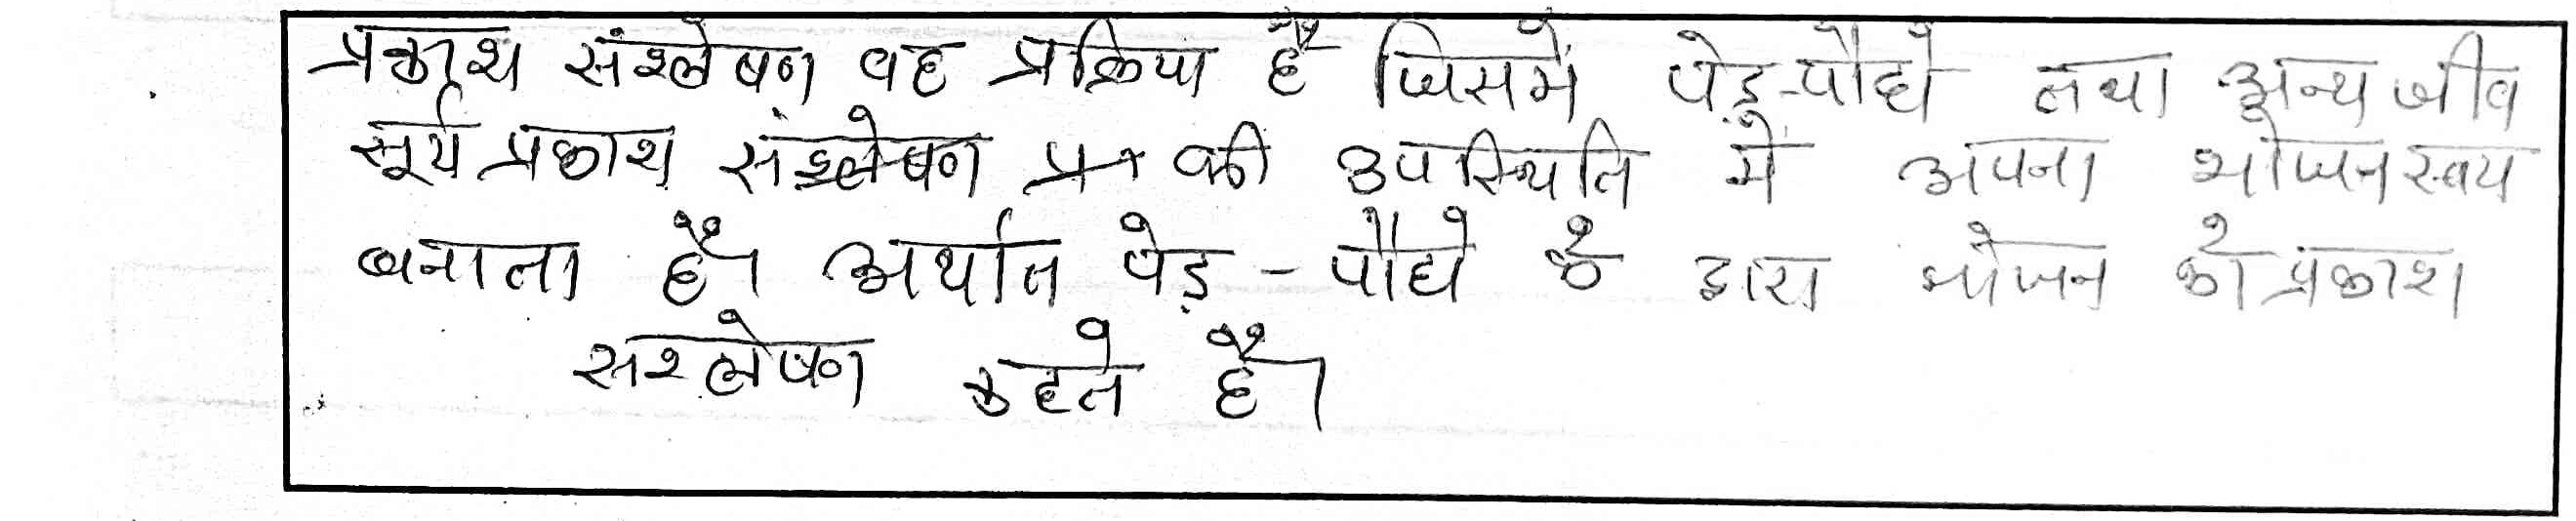 प्रकाश संश्लेषण वह प्रक्रिया है जिसमें पेड़-पौधे तथा अन्य जीव
सूर्य प्रकाश संश्लेषण प्र की उपस्थिति में अपना भोजन स्वय
बनाता है। अर्थात पेड़ - पौधे के द्वारा भोजन को प्रकाश
सश्लेषण कहते है।